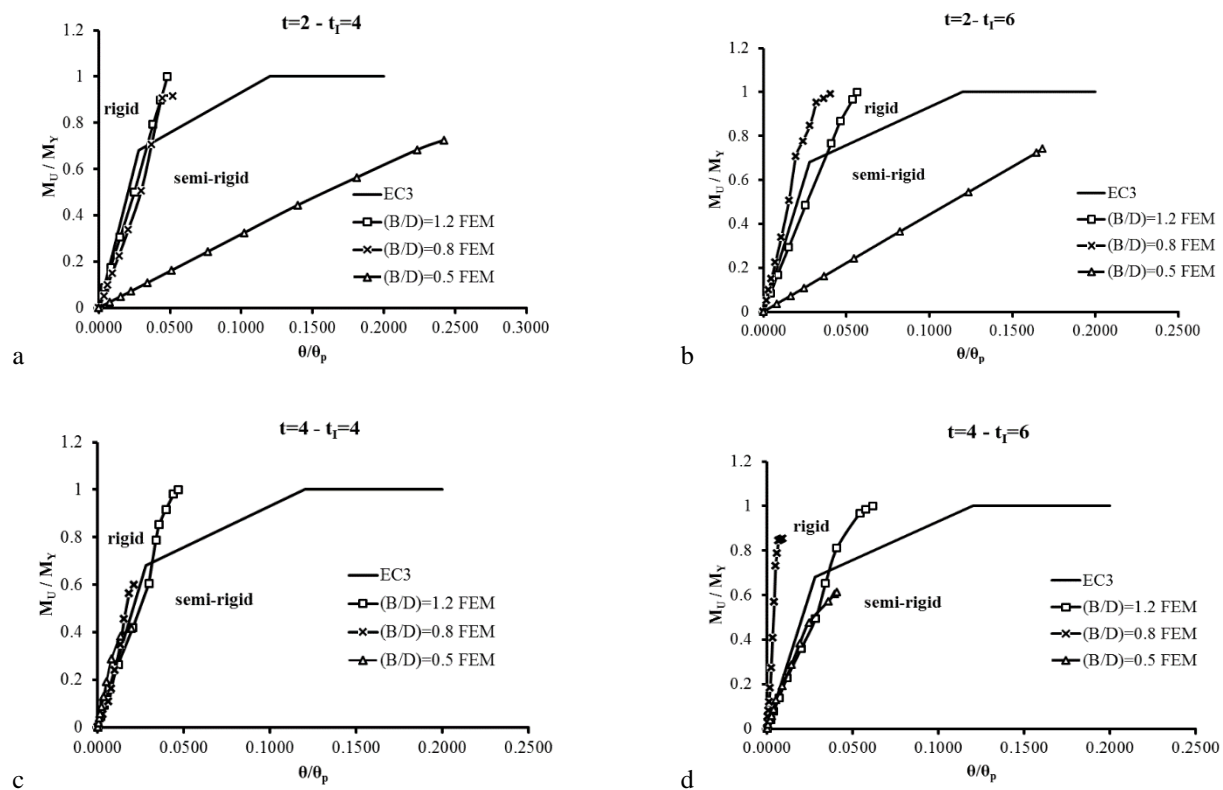 t=2 - tI=4
1.2
1
0.8
0.6
0.4
0.2
0
MU / MY
rigid
semi-rigid
EC3
(B/D)=1.2 FEM
(B/D)=0.8 FEM
(B/D)=0.5 FEM
0.0000 0.0500 0.1000 0.1500 0.2000 0.2500 0.3000
θ/θp
a
t=2- tI=6
1.2
1
0.8
0.6
0.4
0.2
0
MU / MY
rigid
semi-rigid
EC3
(B/D)=1.2 FEM
(B/D)=0.8 FEM
(B/D)=0.5 FEM
0.0000 0.0500 0.1000 0.1500 0.2000 0.2500
θ/θp
b
t=4 - tI=4
1.2
1
0.8
0.6
0.4
0.2
0
MU / MY
rigid
semi-rigid
EC3
(B/D)=1.2 FEM
(B/D)=0.8 FEM
(B/D)=0.5 FEM
0.0000 0.0500 0.1000 0.1500 0.2000 0.2500
θ/θp
c
t=4 - tI=6
1.2
1
0.8
0.6
0.4
0.2
0
MU / MY
rigid
semi-rigid
EC3
(B/D)=1.2 FEM
(B/D)=0.8 FEM
(B/D)=0.5 FEM
0.0000 0.0500 0.1000 0.1500 0.2000 0.2500
θ/θp
d